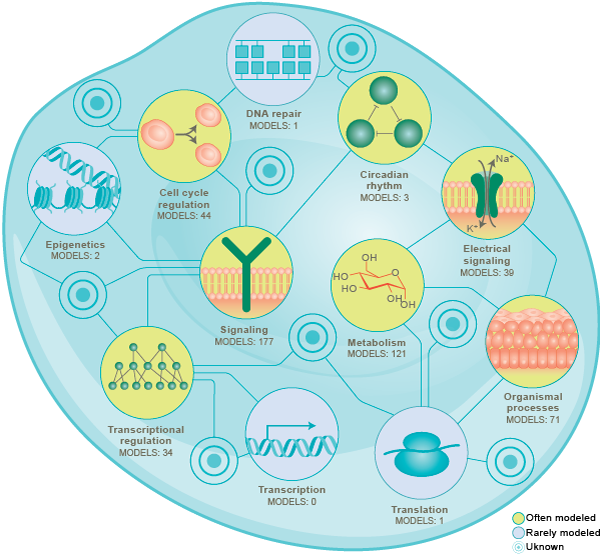 DNA repair
MODELS: 1
Cell cycle
regulation
MODELS: 44
Circadian
rhythm
MODELS: 3
Na+
K+
Epigenetics
MODELS: 2
Electrical
signaling
MODELS: 39
OH
HO
O
HO
OH
OH
Signaling
MODELS: 177
Metabolism
MODELS: 121
Organismal
processes
MODELS: 71
Transcriptional
regulation
MODELS: 34
Transcription
MODELS: 0
Translation
MODELS: 1
Often modeled
Rarely modeled
Uknown